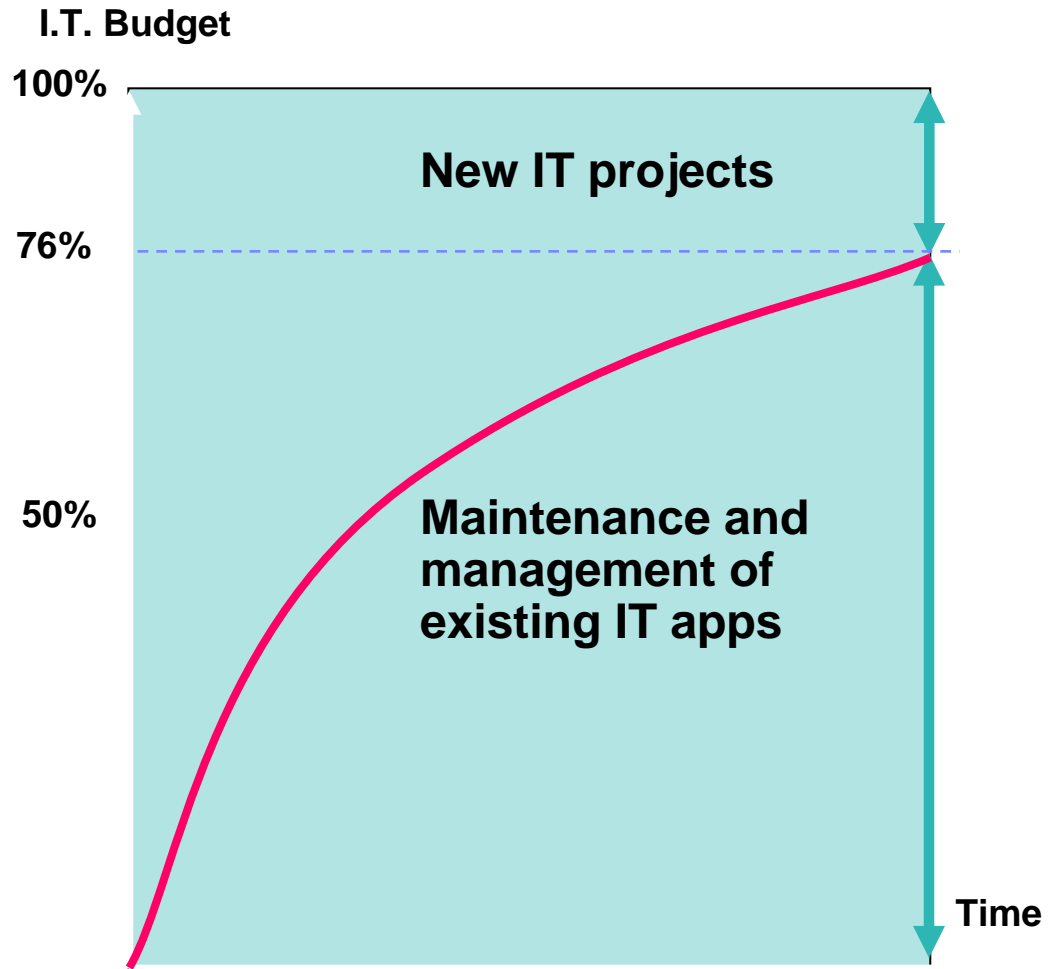 I.T. Budget
100%
New IT projects
76%
50%
Maintenance and
management of
existing IT apps
Time